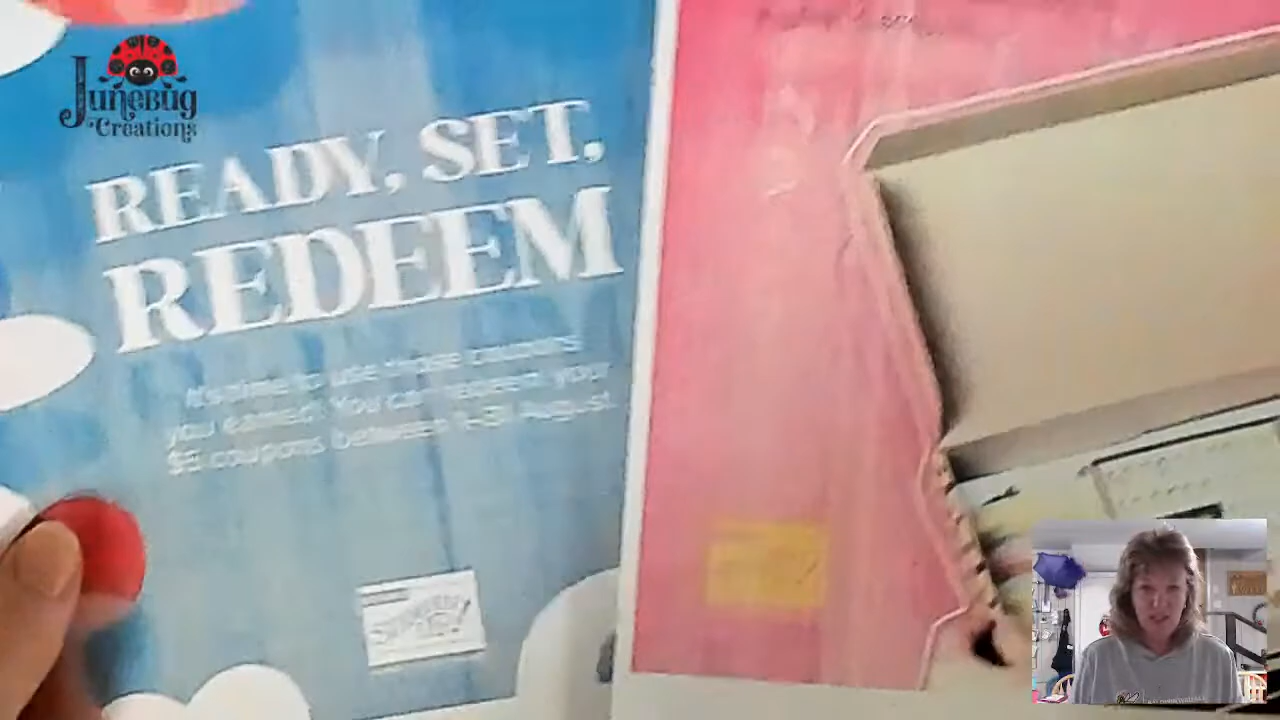 JUNEBUG
Creations
READY, SET,
REDEEM
It's time to use those coupons
you earned! You can redeem your
$5 coupons between 1-31 August